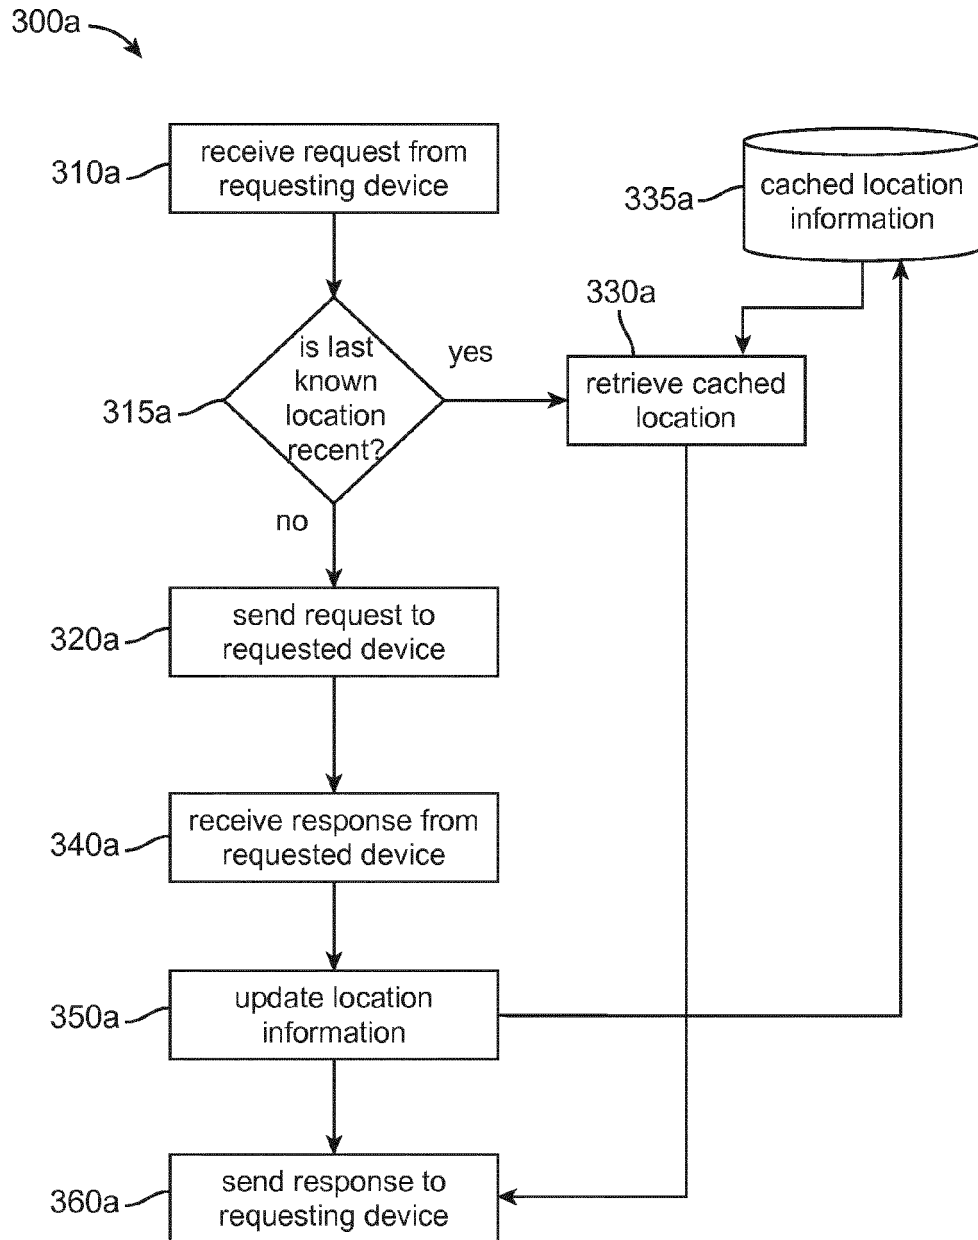 300a
310a
receive request from
requesting device
335a
cached location
information
330a
315a
is last
known
location
recent?
yes
retrieve cached
location
no
320a
send request to
requested device
340a
receive response from
requested device
350a
update location
information
360a
send response to
requesting device